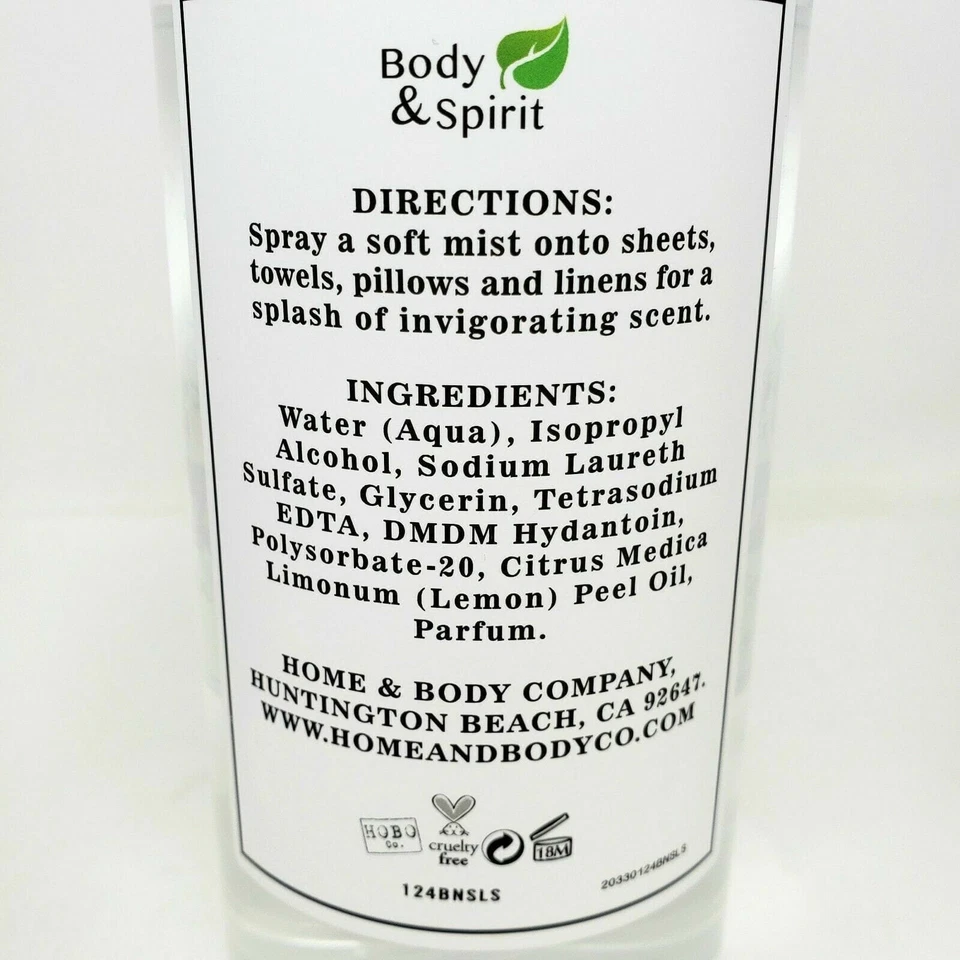 Body
& Spirit
DIRECTIONS:
Spray a soft mist onto sheets,
towels, pillows and linens for a
splash of invigorating scent.
INGREDIENTS:
Water (Aqua), Isopropyl
Alcohol, Sodium Laureth
Sulfate, Glycerin, Tetrasodium
EDTA, DMDM Hydantoin,
Polysorbate-20, Citrus Medica
Limonum (Lemon) Peel Oil,
Parfum.
HOME & BODY COMPANY,
HUNTINGTON BEACH, CA 92647.
WWW.HOMEANDBODYCO.COM
HOBO
Co.
cruelty
free
18M
124BNSLS
20330124BNSLS